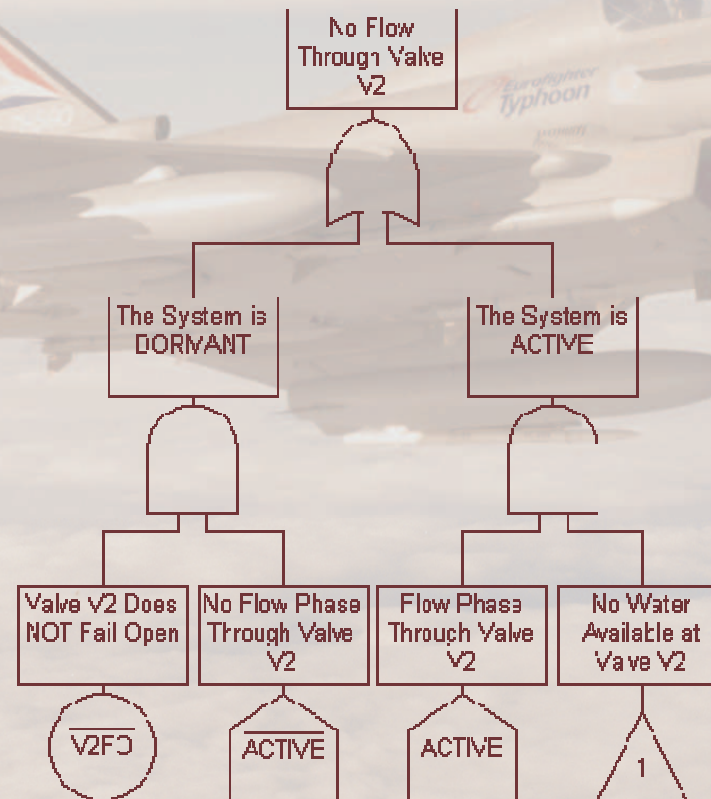 No Flow
Through Valve
V2
Eurofighter
Typhoon
The System is
DORMANT
The System is
ACTIVE
Valve V2 Does
NOT Fail Open
No Flow Phase
Through Valve
V2
Flow Phase
Through Valve
V2
No Water
Available at
Valve V2
V2FO
ACTIVE
ACTIVE
1